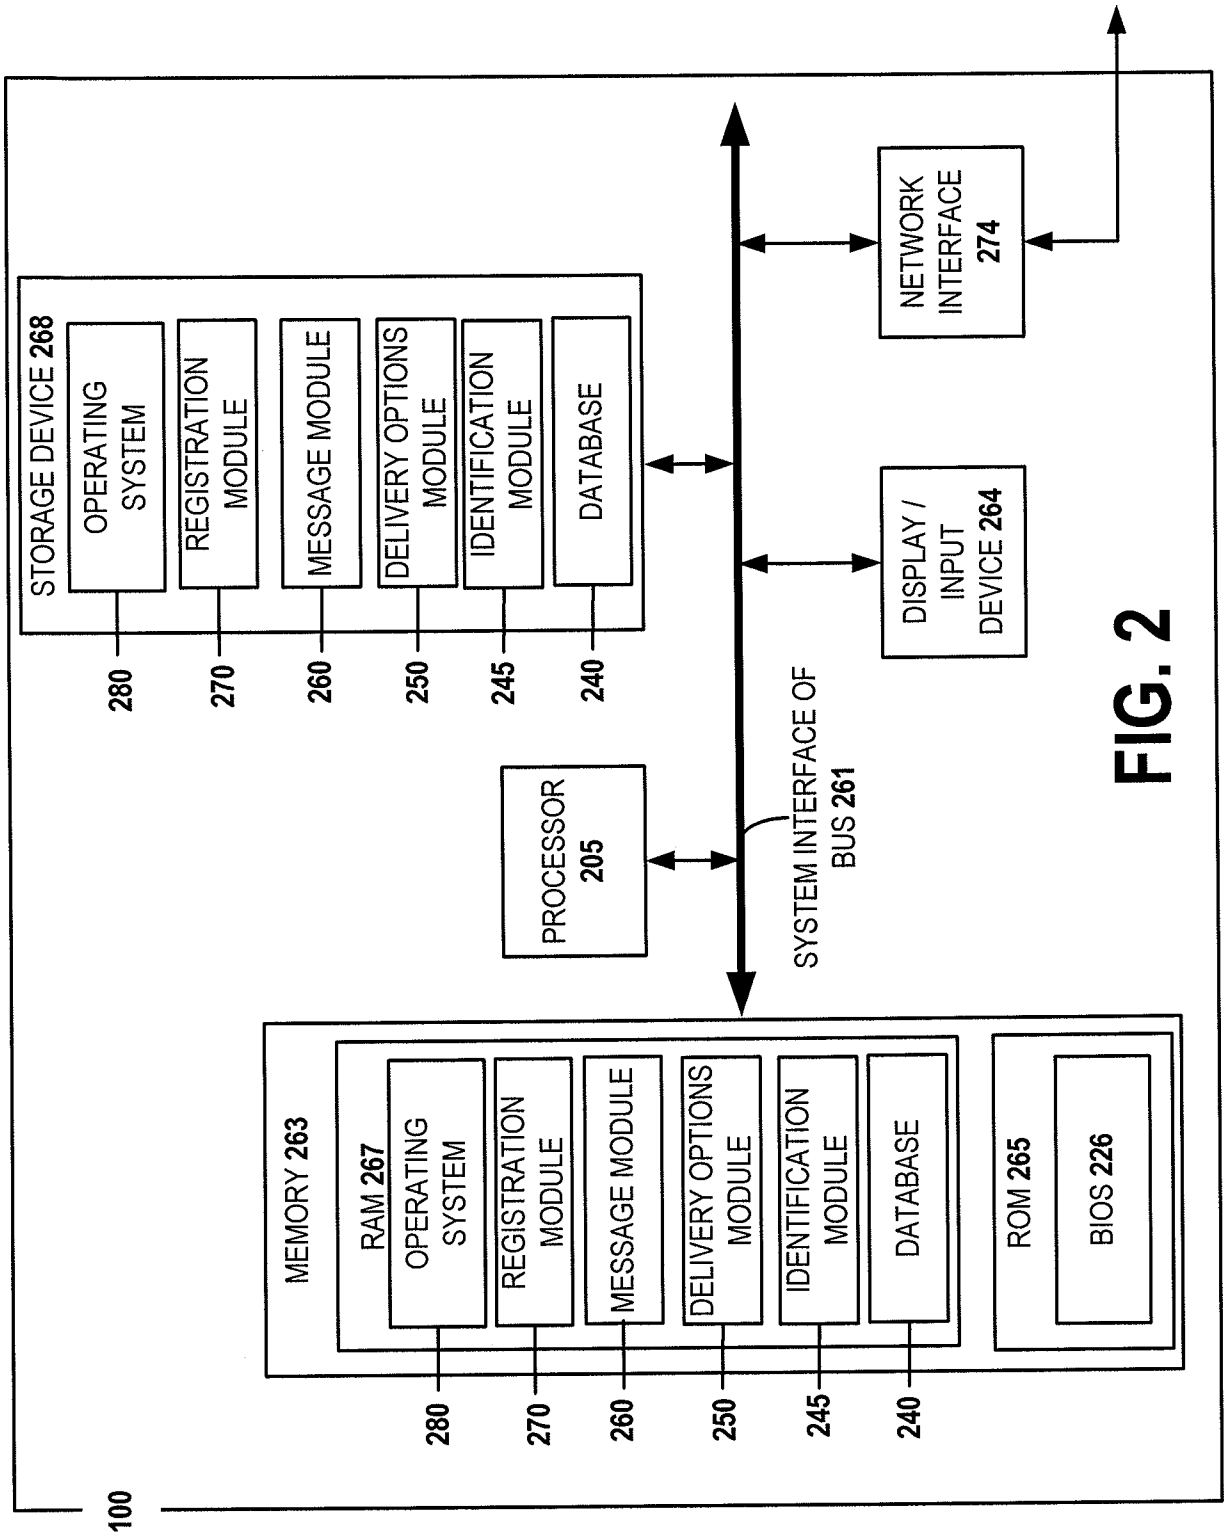 100
MEMORY 263
RAM 267
OPERATING
SYSTEM
REGISTRATION
MODULE
MESSAGE MODULE
DELIVERY OPTIONS
MODULE
IDENTIFICATION
MODULE
DATABASE
280
270
260
250
245
240
ROM 265
BIOS 226
PROCESSOR
205
SYSTEM INTERFACE OF
BUS 261
STORAGE DEVICE 268
OPERATING
SYSTEM
REGISTRATION
MODULE
MESSAGE MODULE
DELIVERY OPTIONS
MODULE
IDENTIFICATION
MODULE
DATABASE
280
270
260
250
245
240
DISPLAY /
INPUT
DEVICE 264
NETWORK
INTERFACE
274
FIG. 2